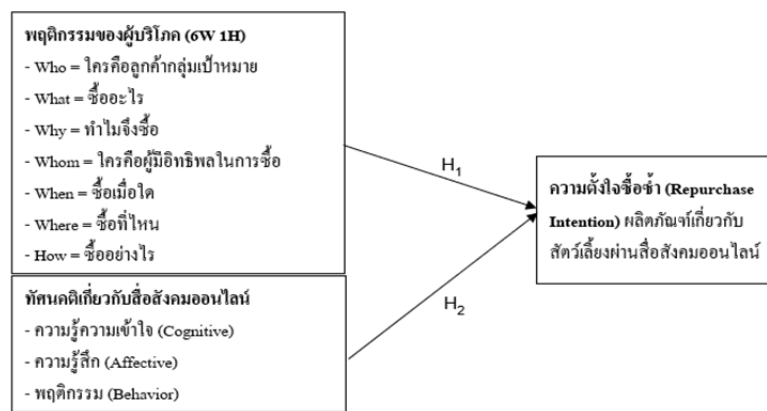 พฤติกรรมของผู้บริโภค (6W 1H)
- Who = ใครคือลูกค้ากลุ่มเป้าหมาย
- What = ซื้ออะไร
- Why = ทำไมจึงซื้อ
- Whom = ใครคือผู้มีอิทธิพลในการซื้อ
- When = ซื้อเมื่อใด
- Where = ซื้อที่ไหน
- How = ซื้ออย่างไร
H1
ความตั้งใจซื้อซ้ำ (Repurchase
Intention) ผลิตภัณฑ์เกี่ยวกับ
สัตว์เลี้ยงผ่านสื่อสังคมออนไลน์
ทัศนคติเกี่ยวกับสื่อสังคมออนไลน์
- ความรู้ความเข้าใจ (Cognitive)
- ความรู้สึก (Affective)
- พฤติกรรม (Behavior)
H2